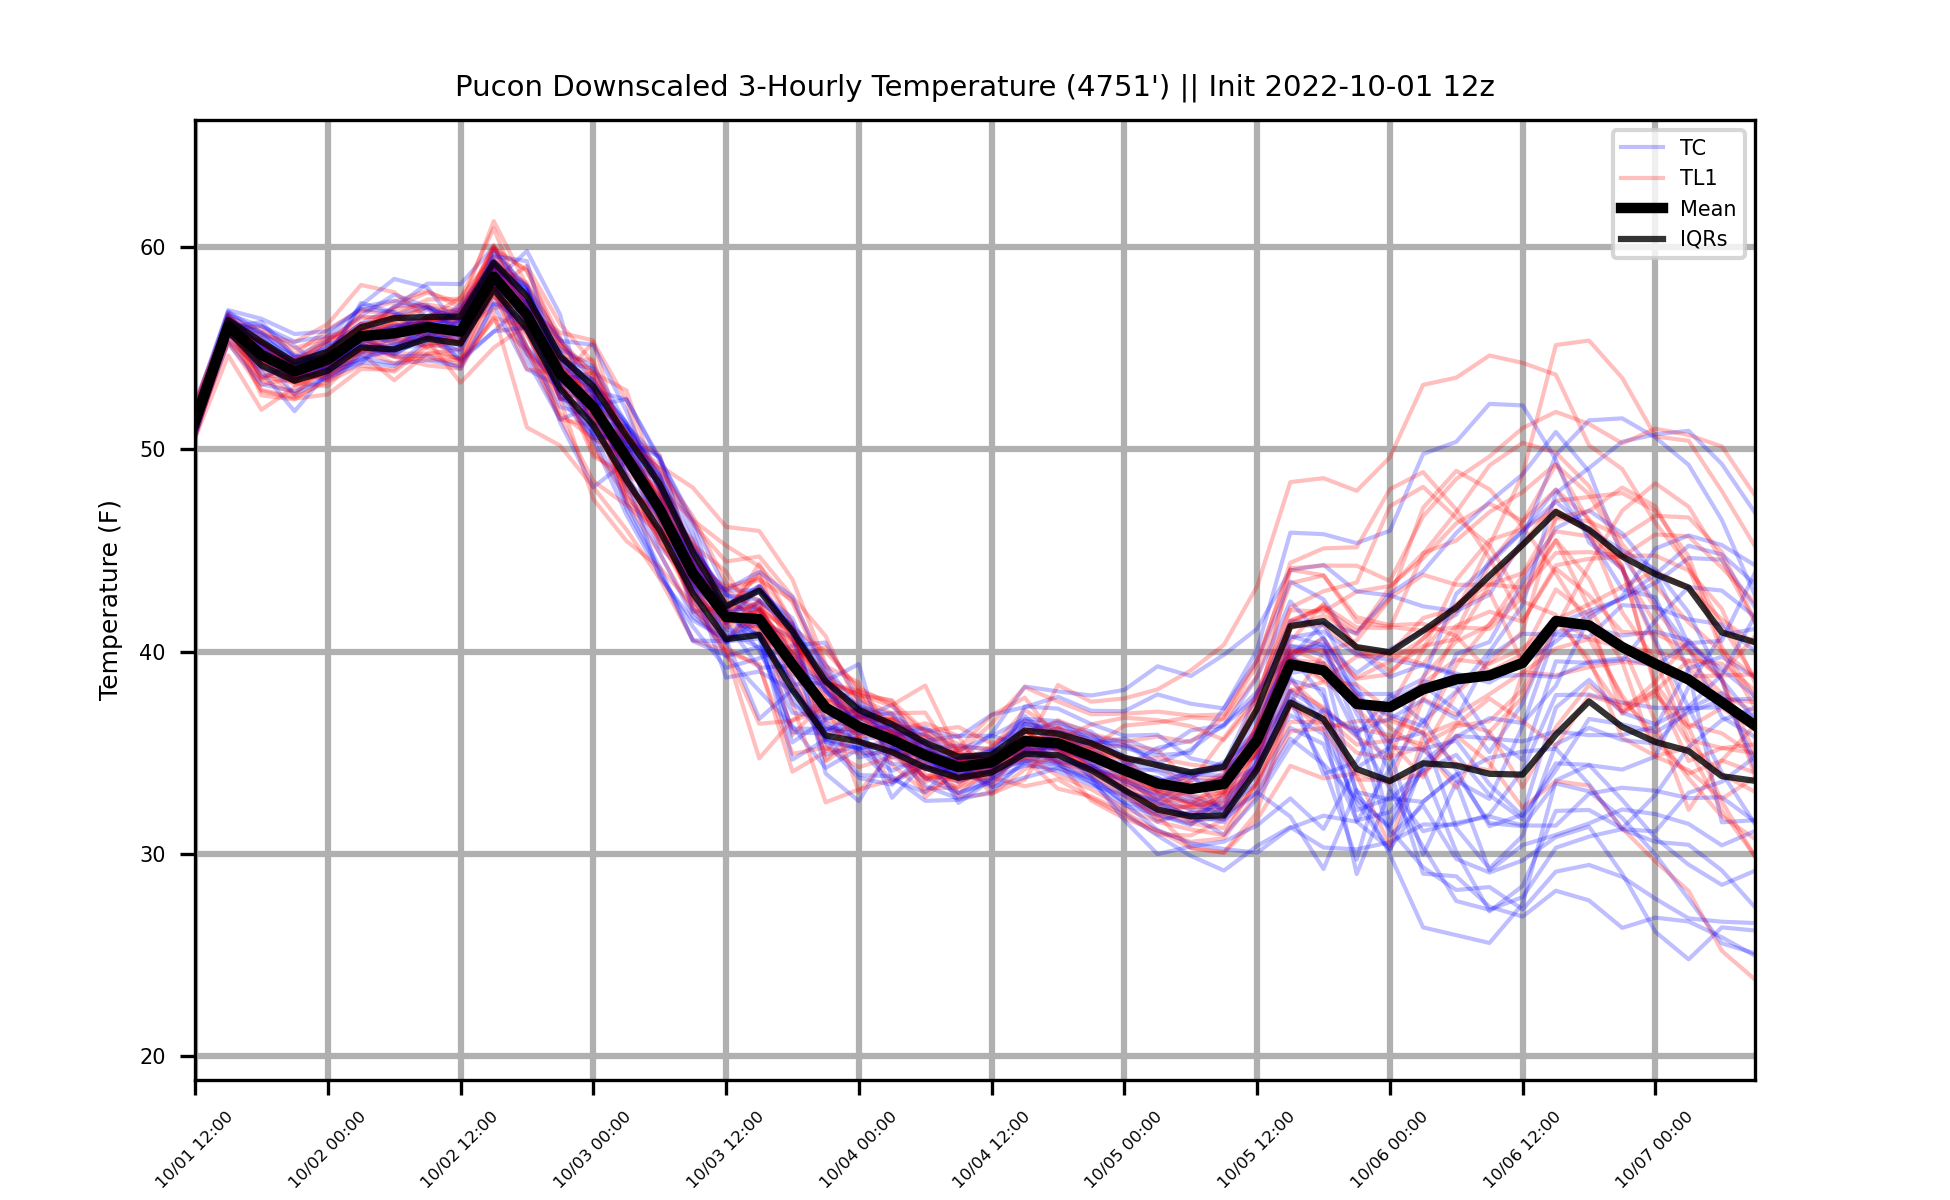 Pucon Downscaled 3-Hourly Temperature (4751') || Init 2022-10-01 12z
TC
TL1
Mean
IQRs
Temperature (F)
60
50
40
30
20
10/01 12:00
10/02 00:00
10/02 12:00
10/03 00:00
10/03 12:00
10/04 00:00
10/04 12:00
10/05 00:00
10/05 12:00
10/06 00:00
10/06 12:00
10/07 00:00